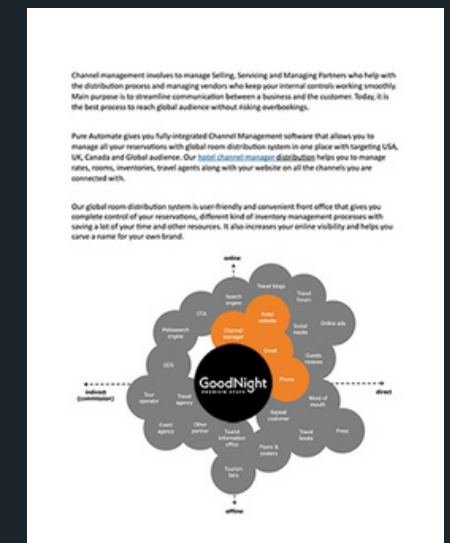 Channel management involves to manage Selling, Servicing and Managing Partners who help with
the distribution process and managing vendors who keep your internal controls working smoothly.
Main purpose is to streamline communication between a business and the customer. Today, it is
the best process to reach global audience without risking overbookings.
Pure Automate gives you fully-integrated Channel Management software that allows you to
manage all your reservations with global room distribution system in one place with targeting USA,
UK, Canada and Global audience. Our hotel channel manager distribution helps you to manage
rates, rooms, inventories, travel agents along with your website on all the channels you are
connected with.
Our global room distribution system is user-friendly and convenient front office that gives you
complete control of your reservations, different kind of inventory management processes with
saving a lot of your time and other resources. It also increases your online visibility and helps you
carve a name for your own brand.
online
Travel blogs
Search
engine
Travel
forum
OTA
Hotel
website
Metasearch
engine
Channel
manager
Social
media
Online ads
Email
GDS
Guests
reviews
GoodNight
PREMIUM STAYS
Phone
indirect
(commission)
direct
Tour
operator
Travel
agency
Word of
mouth
Repeat
customer
Event
agency
Other
partner
Tourist
information
office
Travel
books
Press
Flyers &
posters
Tourism
fairs
offline